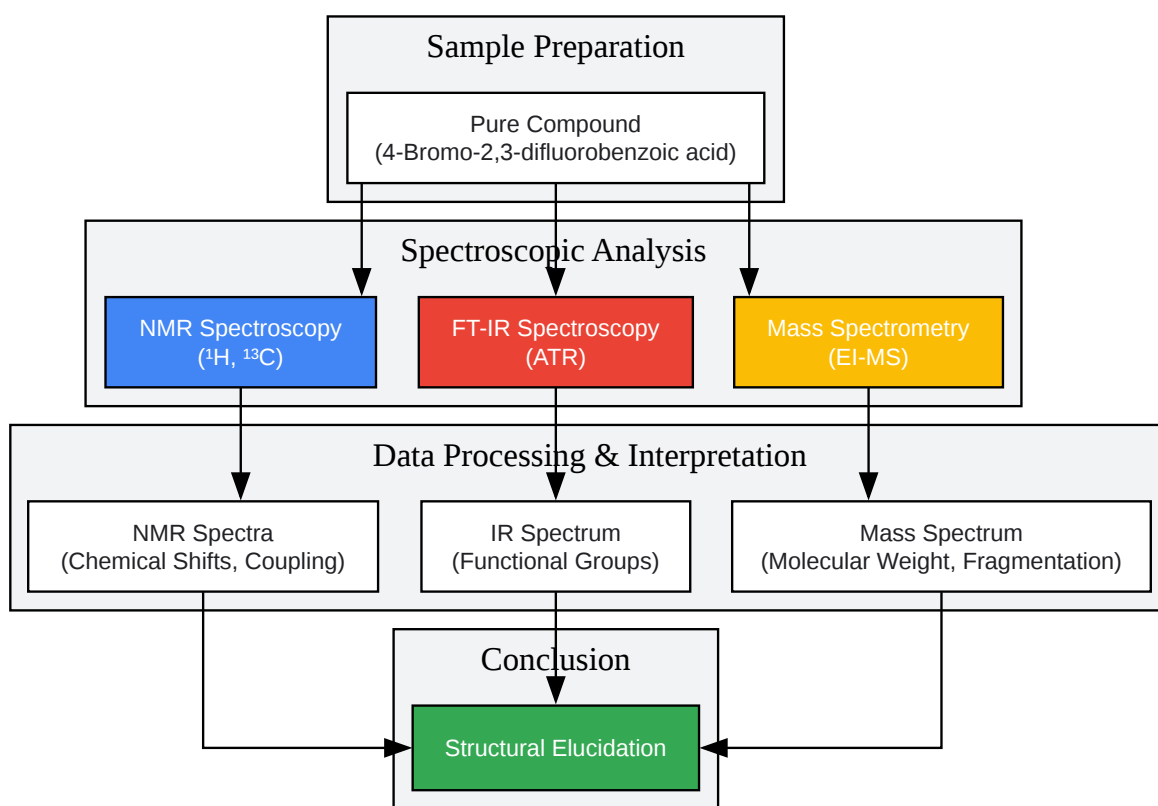 Sample Preparation
Pure Compound
(4-Bromo-2,3-difluorobenzoic acid)
Spectroscopic Analysis
NMR Spectroscopy
(¹H, ¹³C)
FT-IR Spectroscopy
(ATR)
Mass Spectrometry
(EI-MS)
Data Processing & Interpretation
NMR Spectra
(Chemical Shifts, Coupling)
IR Spectrum
(Functional Groups)
Mass Spectrum
(Molecular Weight, Fragmentation)
Conclusion
Structural Elucidation